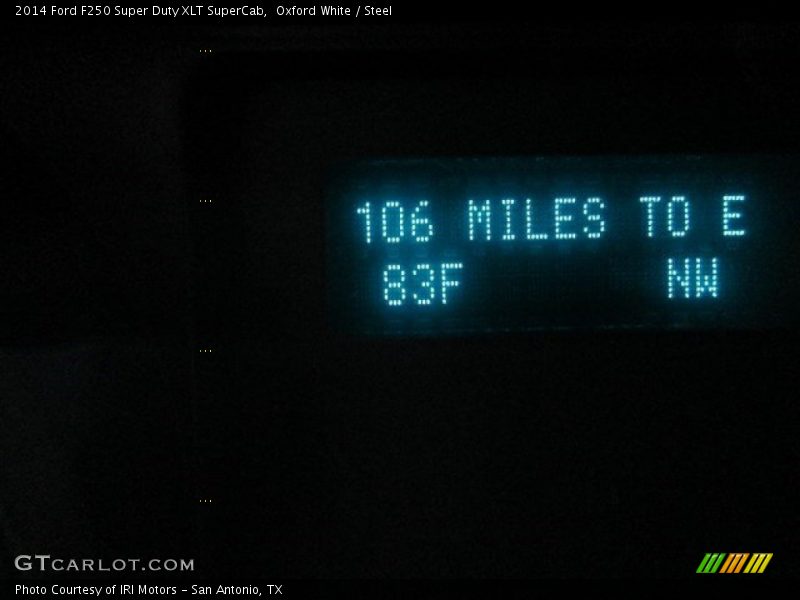 2014 Ford F250 Super Duty XLT SuperCab,  Oxford White / Steel
106 MILES TO E
83F NW
GTCARLOT.COM
Photo Courtesy of IRI Motors – San Antonio, TX